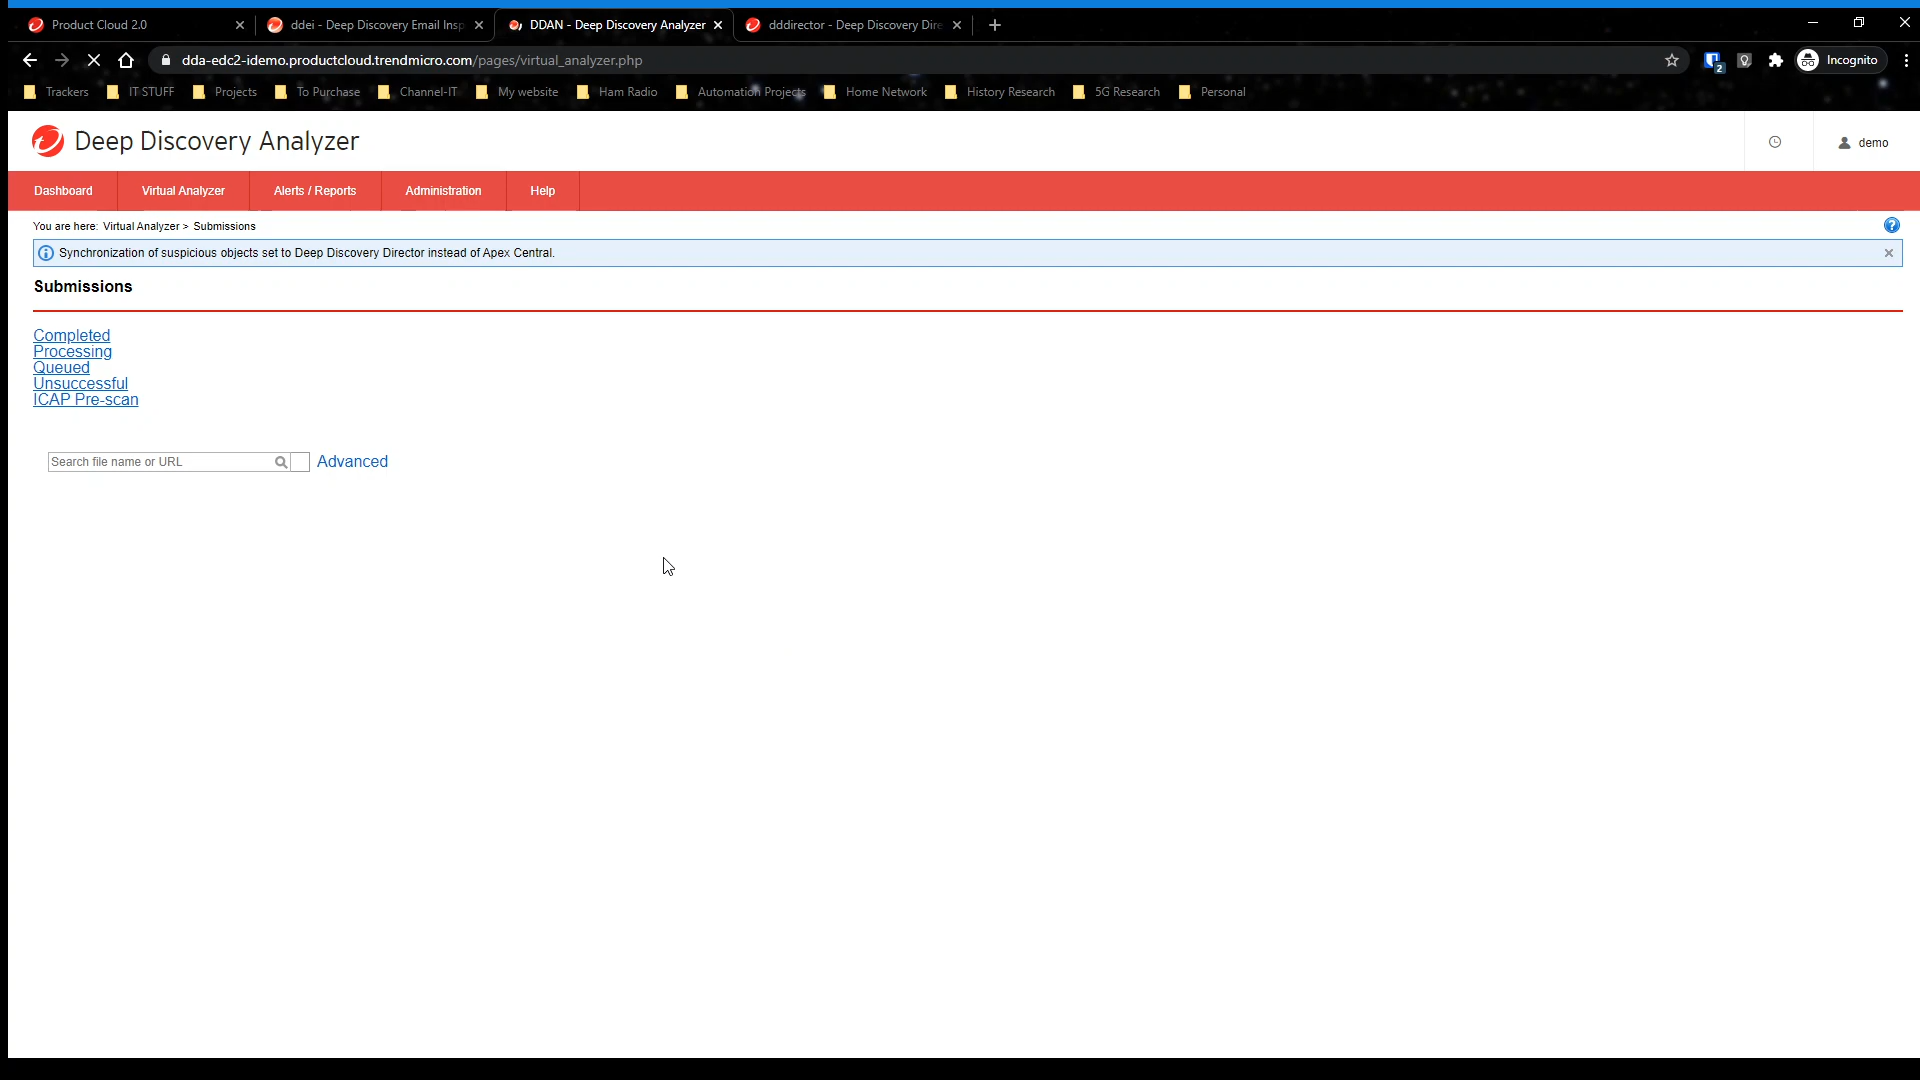 Product Cloud 2.0
ddei - Deep Discovery Email Insp
DDAN - Deep Discovery Analyzer
dddirector - Deep Discovery Dire
dda-edc2-idemo.productcloud.trendmicro.com/pages/virtual_analyzer.php
2
Incognito
Trackers
IT STUFF
Projects
To Purchase
Channel-IT
My website
Ham Radio
Automation Projects
Home Network
History Research
5G Research
Personal
Deep Discovery Analyzer
demo
Dashboard
Virtual Analyzer
Alerts / Reports
Administration
Help
You are here: Virtual Analyzer > Submissions
Synchronization of suspicious objects set to Deep Discovery Director instead of Apex Central.
Submissions
Completed
Processing
Queued
Unsuccessful
ICAP Pre-scan
Search file name or URL
Advanced